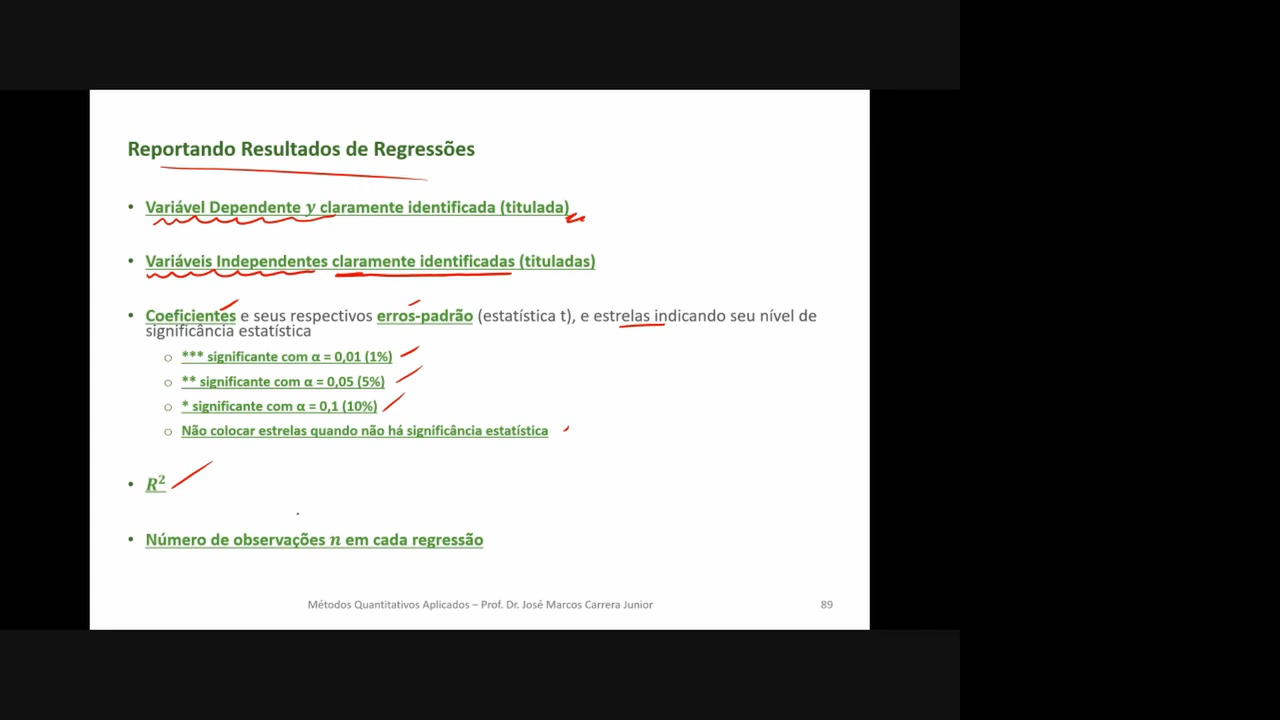 Reportando Resultados de Regressões
• Variável Dependente y claramente identificada (titulada)
• Variáveis Independentes claramente identificadas (tituladas)
• Coeficientes e seus respectivos erros-padrão (estatística t), e estrelas indicando seu nível de
significância estatística
o *** significante com α = 0,01 (1%)
o ** significante com α = 0,05 (5%)
o * significante com α = 0,1 (10%)
o Não colocar estrelas quando não há significância estatística
• R²
• Número de observações n em cada regressão
Métodos Quantitativos Aplicados – Prof. Dr. José Marcos Carrera Junior 89